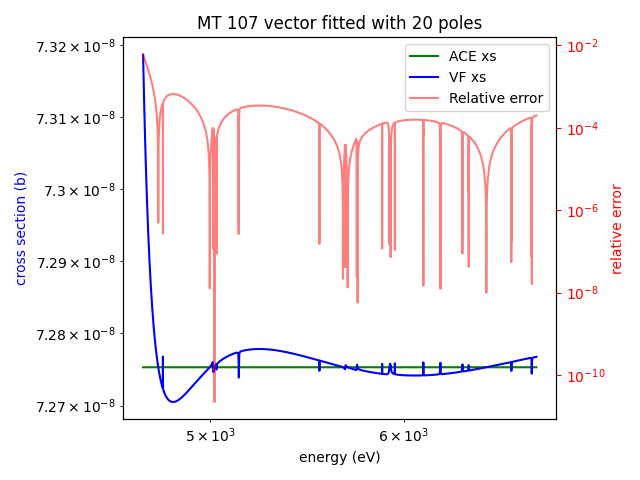 MT 107 vector fitted with 20 poles
ACE xs
VF xs
Relative error
7.32 × 10⁻⁸
7.31 × 10⁻⁸
7.3 × 10⁻⁸
7.29 × 10⁻⁸
7.28 × 10⁻⁸
7.27 × 10⁻⁸
cross section (b)
10⁻²
10⁻⁴
10⁻⁶
10⁻⁸
10⁻¹⁰
relative error
5 × 10³
6 × 10³
energy (eV)